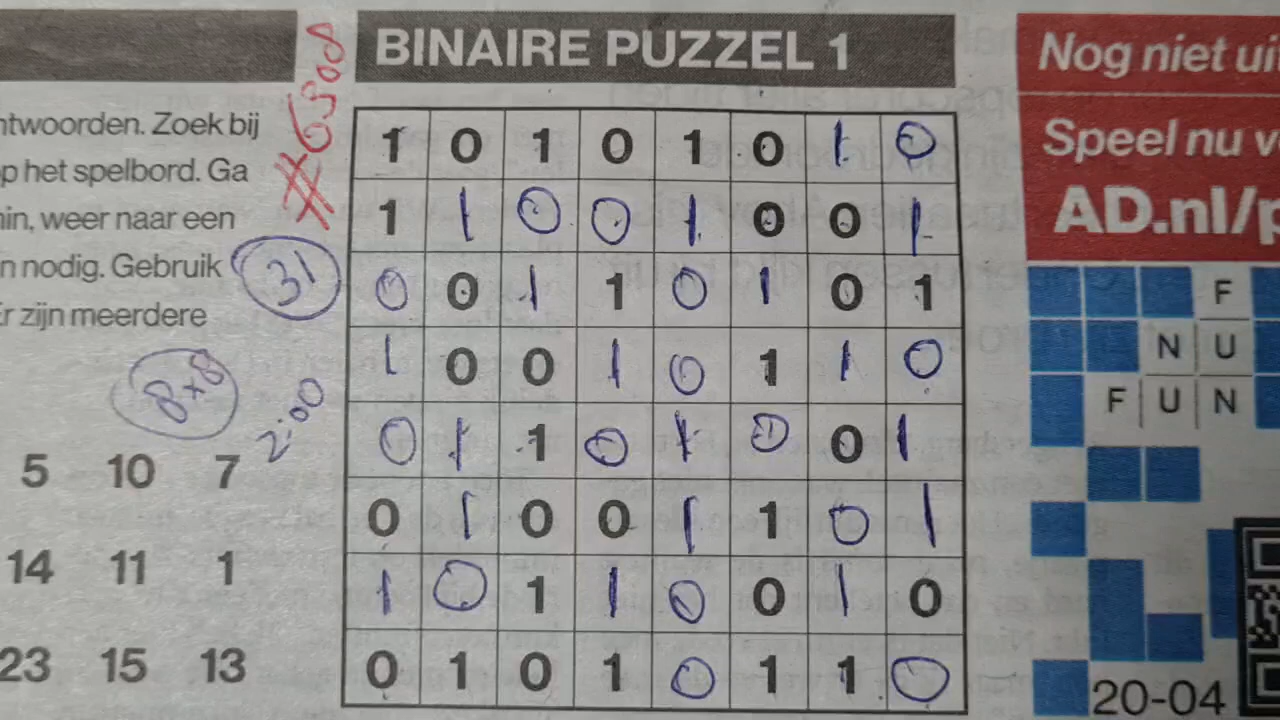 BINAIRE PUZZEL 1
#6308
ntwoorden. Zoek bij
p het spelbord. Ga
nin, weer naar een
n nodig. Gebruik
Er zijn meerdere
31
8x8
2:00
5 10 7
14 11 1
23 15 13
1 0 1 0 1 0 1 0
1 1 0 0 1 0 0 1
0 0 1 1 0 1 0 1
1 0 0 1 0 1 1 0
0 1 1 0 1 0 0 1
0 1 0 0 1 1 0 1
1 0 1 1 0 0 1 0
0 1 0 1 0 1 1 0
Nog niet uit
Speel nu v
AD.nl/p
F
N U
F U N
20-04